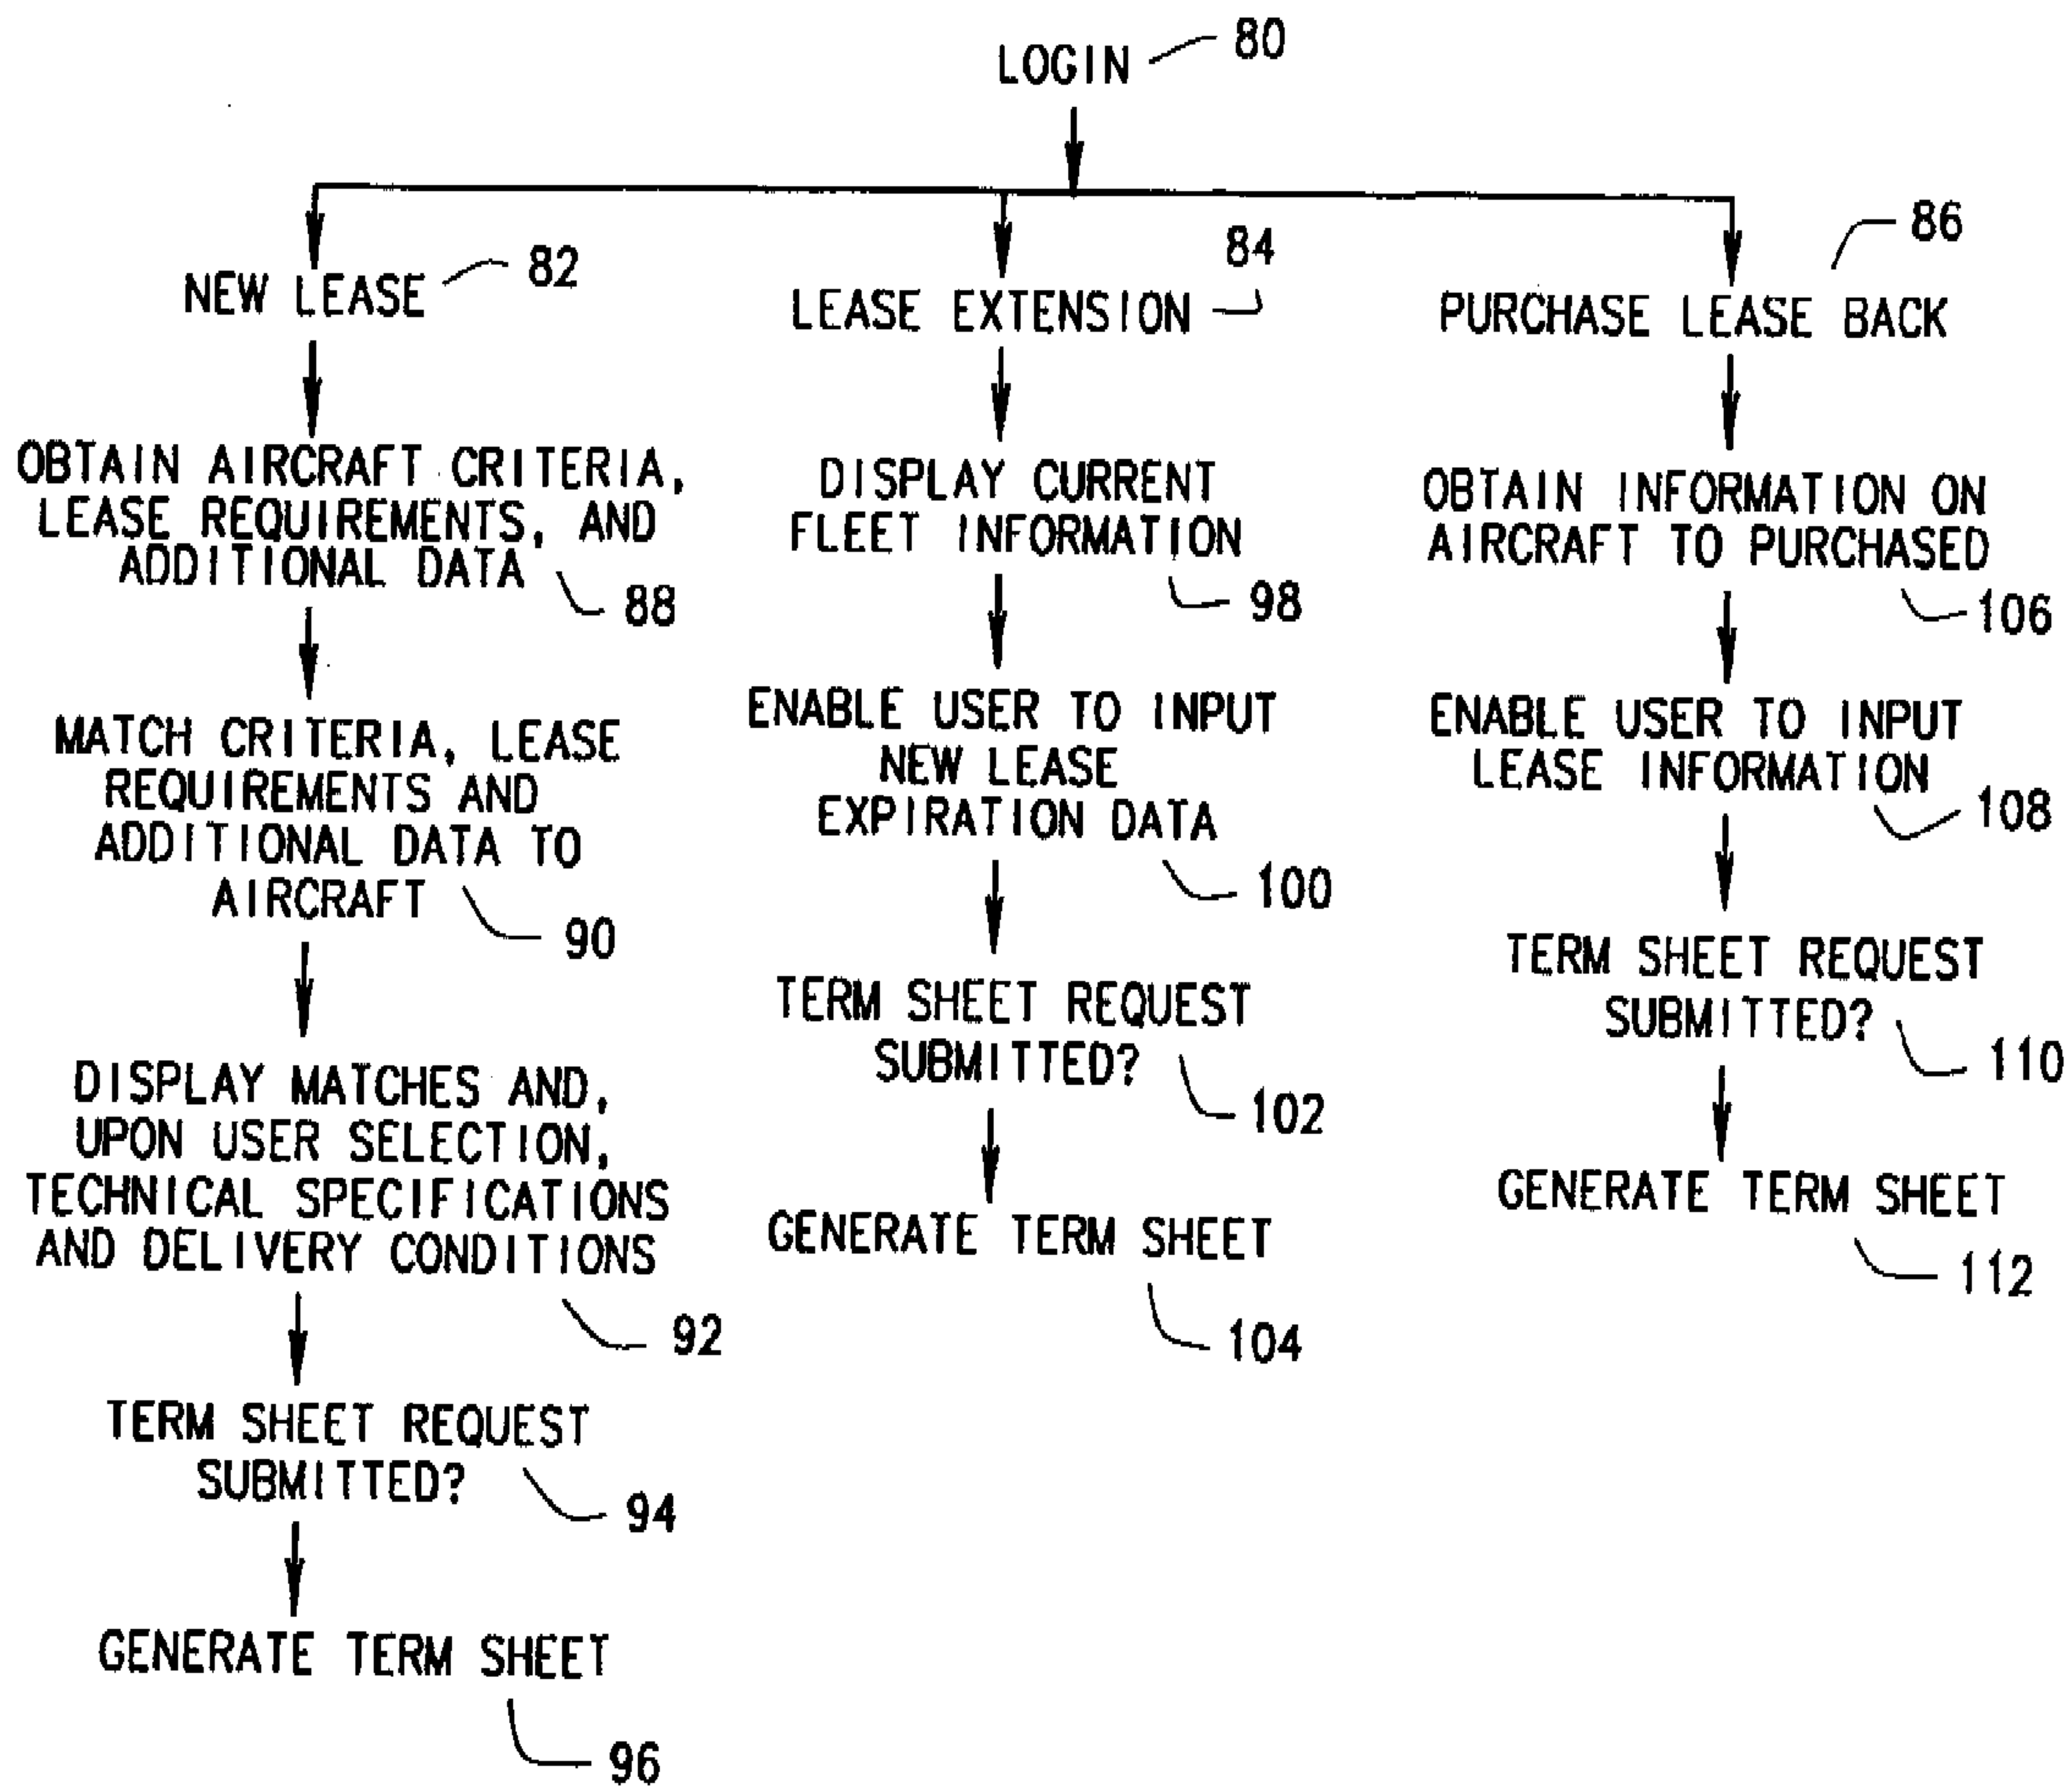 LOGIN 80
NEW LEASE 82
OBTAIN AIRCRAFT CRITERIA,
LEASE REQUIREMENTS, AND
ADDITIONAL DATA
88
MATCH CRITERIA, LEASE
REQUIREMENTS AND
ADDITIONAL DATA TO
AIRCRAFT
90
DISPLAY MATCHES AND,
UPON USER SELECTION,
TECHNICAL SPECIFICATIONS
AND DELIVERY CONDITIONS
92
TERM SHEET REQUEST
SUBMITTED?
94
GENERATE TERM SHEET
96
84
LEASE EXTENSION
DISPLAY CURRENT
FLEET INFORMATION
98
ENABLE USER TO INPUT
NEW LEASE
EXPIRATION DATA
100
TERM SHEET REQUEST
SUBMITTED?
102
GENERATE TERM SHEET
104
86
PURCHASE LEASE BACK
OBTAIN INFORMATION ON
AIRCRAFT TO PURCHASED
106
ENABLE USER TO INPUT
LEASE INFORMATION
108
TERM SHEET REQUEST
SUBMITTED?
110
GENERATE TERM SHEET
112